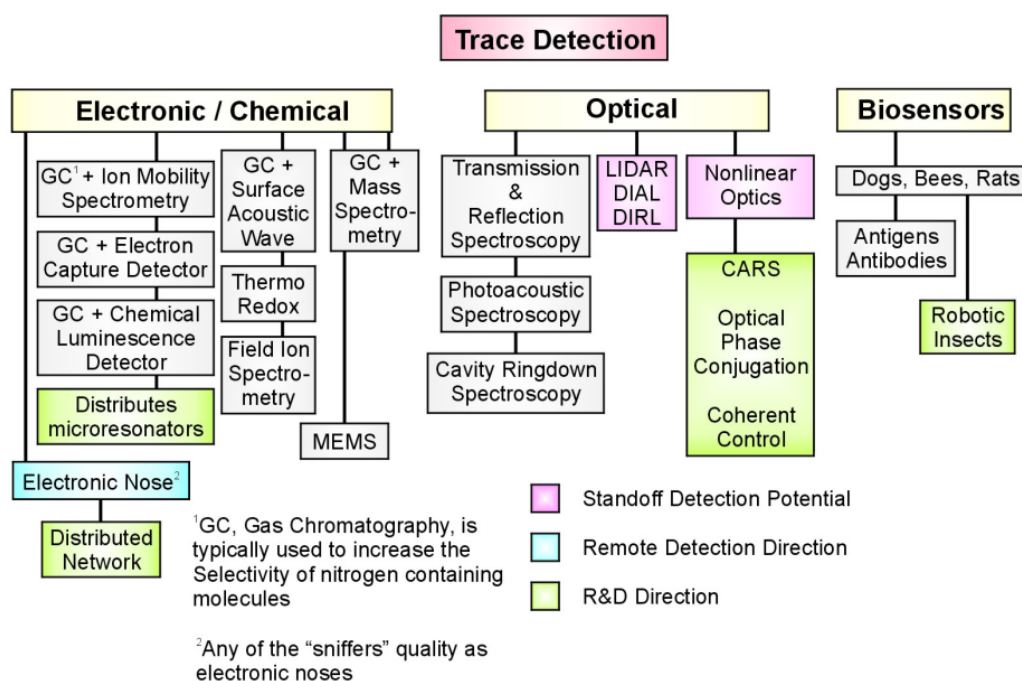 Trace Detection
Electronic / Chemical
GC¹ + Ion Mobility
Spectrometry
GC + Electron
Capture Detector
GC + Chemical
Luminescence
Detector
Distributes
microresonators
GC +
Surface
Acoustic
Wave
Thermo
Redox
Field Ion
Spectro-
metry
GC +
Mass
Spectro-
metry
MEMS
Electronic Nose²
Distributed
Network
Optical
Transmission
&
Reflection
Spectroscopy
Photoacoustic
Spectroscopy
Cavity Ringdown
Spectroscopy
LIDAR
DIAL
DIRL
Nonlinear
Optics
CARS
Optical
Phase
Conjugation
Coherent
Control
Biosensors
Dogs, Bees, Rats
Antigens
Antibodies
Robotic
Insects
¹GC, Gas Chromatography, is
typically used to increase the
Selectivity of nitrogen containing
molecules
²Any of the “sniffers” quality as
electronic noses
Standoff Detection Potential
Remote Detection Direction
R&D Direction